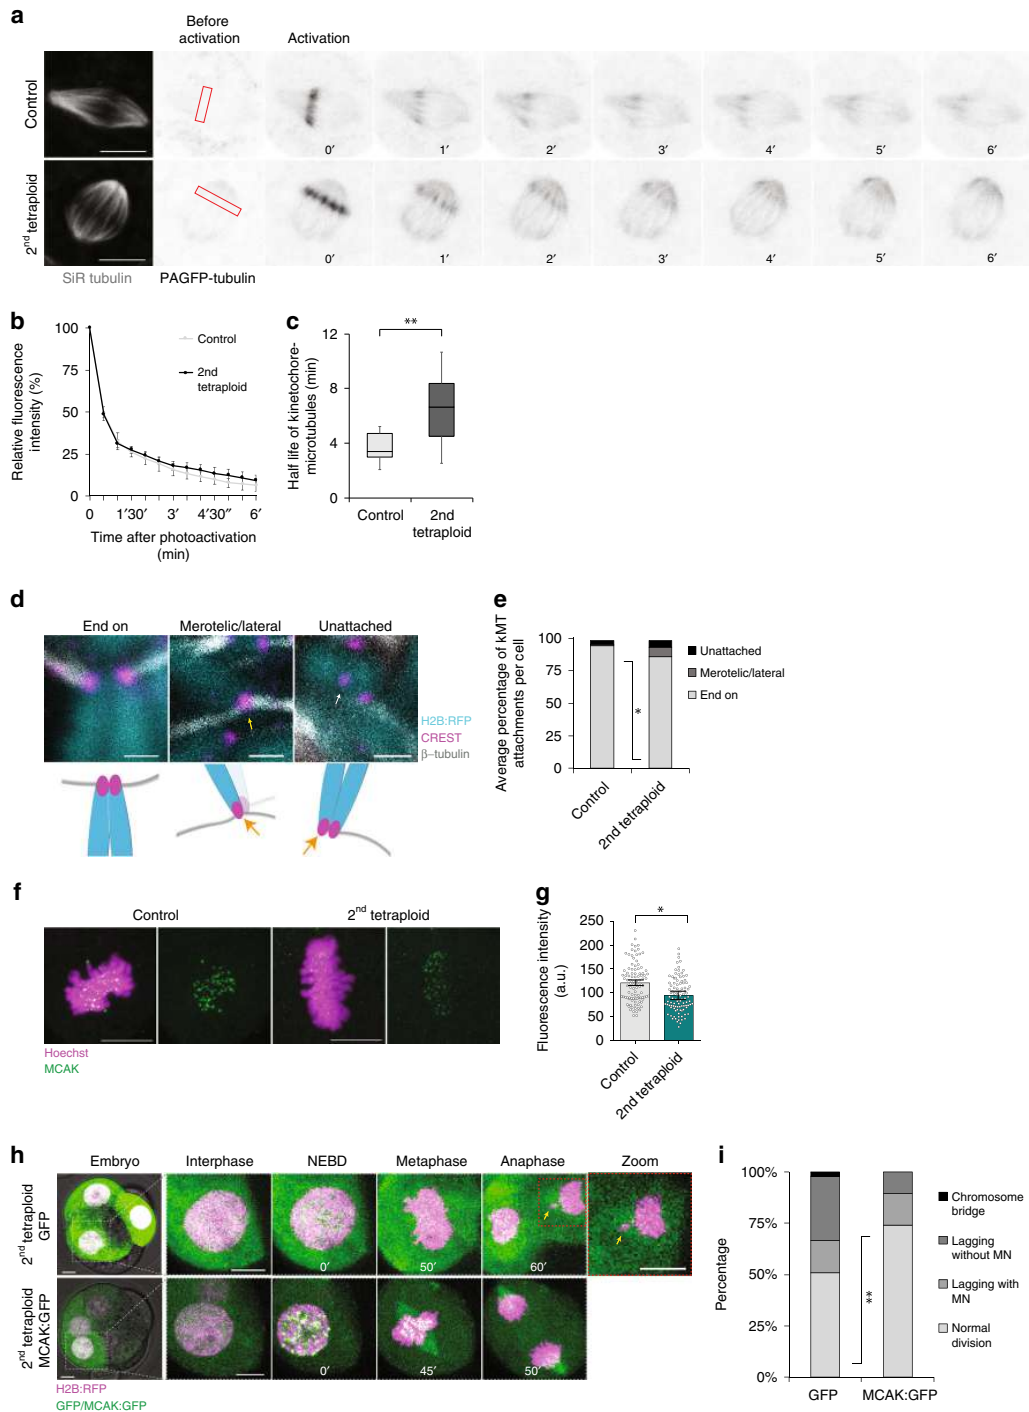 a
Before activation
Activation
Control
0′ 1′ 2′ 3′ 4′ 5′ 6′
2nd tetraploid
0′ 1′ 2′ 3′ 4′ 5′ 6′
SiR tubulin
PAGFP-tubulin
b
Relative fluorescence intensity (%)
100
75
50
25
0
Control
2nd tetraploid
0 1′30′ 3′ 4′30″ 6′
Time after photoactivation (min)
c
Half life of kinetochore-microtubules (min)
12
8
4
0
**
Control
2nd tetraploid
d
End on
Merotelic/lateral
Unattached
H2B:RFP
CREST
β–tubulin
e
Average percentage of kMT attachments per cell
100
75
50
25
0
*
Unattached
Merotelic/lateral
End on
Control
2nd tetraploid
f
Control
2nd tetraploid
Hoechst
MCAK
g
Fluorescence intensity (a.u.)
250
200
150
100
50
0
*
Control
2nd tetraploid
h
Embryo
Interphase
NEBD
Metaphase
Anaphase
Zoom
2nd tetraploid GFP
0′ 50′ 60′
2nd tetraploid MCAK:GFP
0′ 45′ 50′
H2B:RFP
GFP/MCAK:GFP
i
Percentage
100%
75%
50%
25%
0%
**
Chromosome bridge
Lagging without MN
Lagging with MN
Normal division
GFP
MCAK:GFP